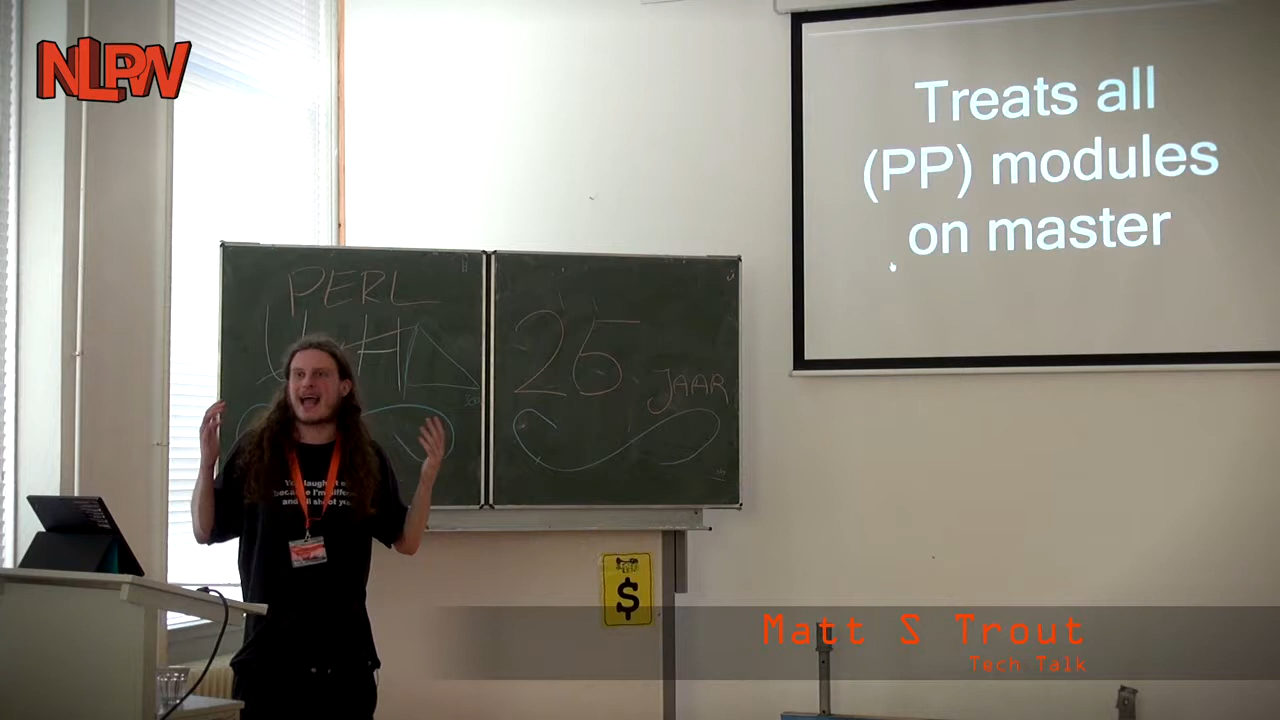 NLPW
Treats all
(PP) modules
on master
PERL
25
JAAR
$
Matt S Trout
Tech Talk